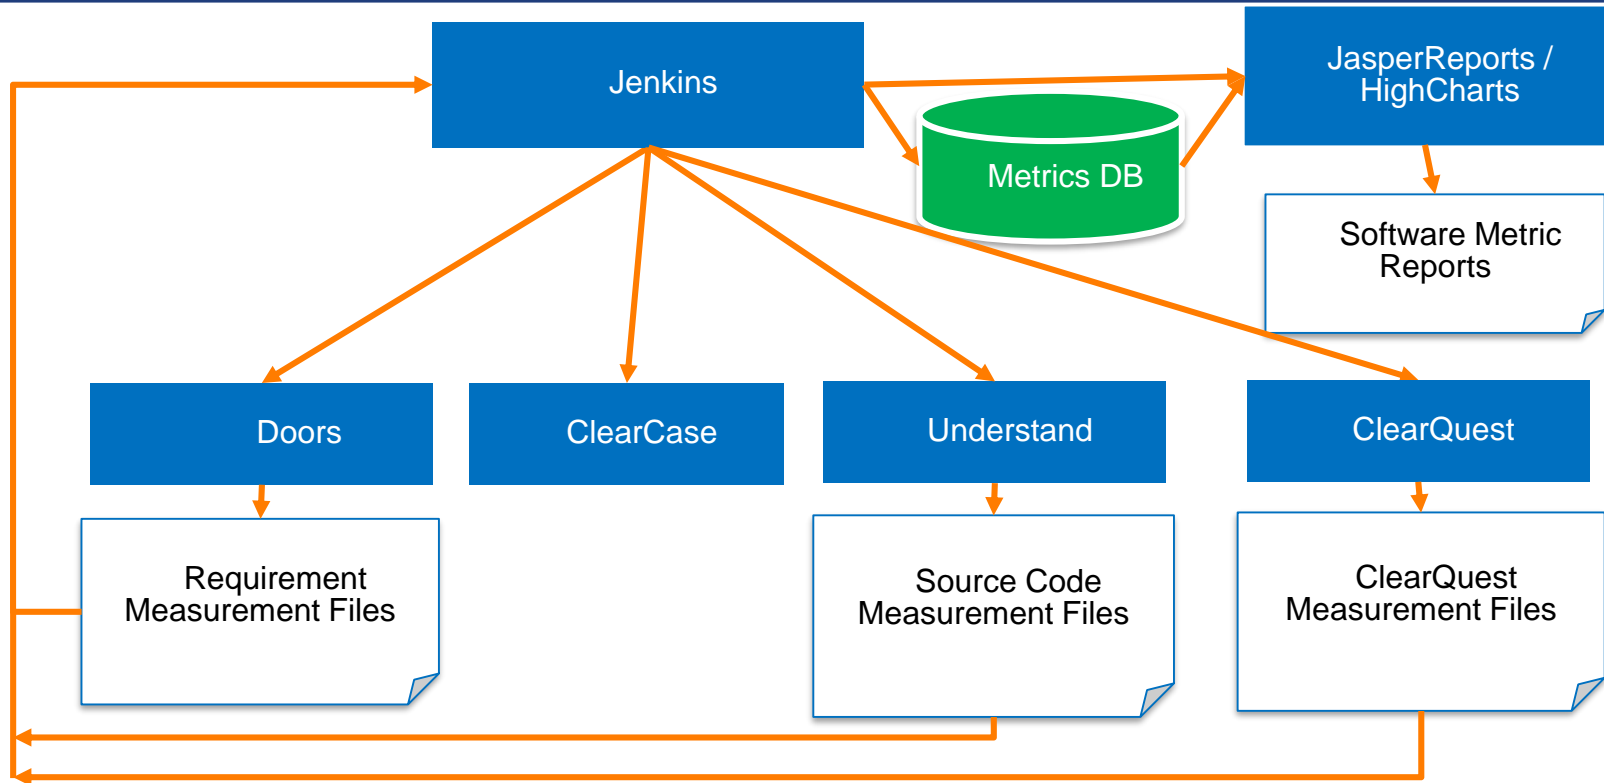 Jenkins
JasperReports /
HighCharts
Metrics DB
Software Metric
Reports
Doors
ClearCase
Understand
ClearQuest
Requirement
Measurement Files
Source Code
Measurement Files
ClearQuest
Measurement Files